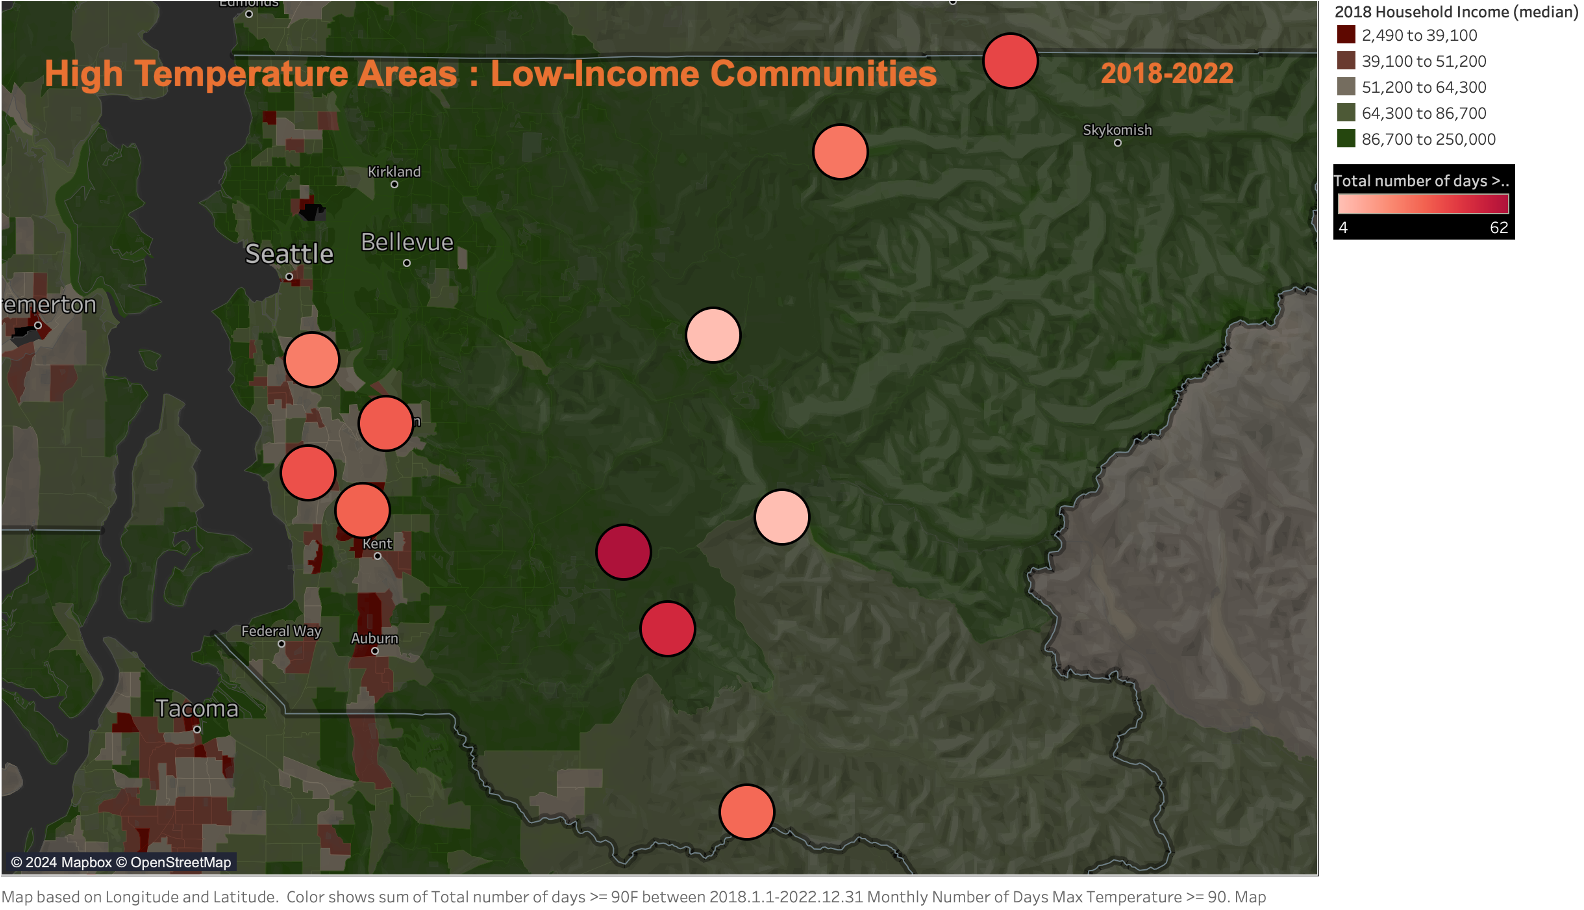 Edmonds
2018 Household Income (median)
2,490 to 39,100
39,100 to 51,200
51,200 to 64,300
64,300 to 86,700
86,700 to 250,000
High Temperature Areas : Low-Income Communities
2018-2022
Skykomish
Kirkland
Total number of days >..
4
62
Seattle
Bellevue
emerton
n
Kent
Federal Way
Auburn
Tacoma
© 2024 Mapbox © OpenStreetMap
Map based on Longitude and Latitude.  Color shows sum of Total number of days >= 90F between 2018.1.1-2022.12.31 Monthly Number of Days Max Temperature >= 90. Map